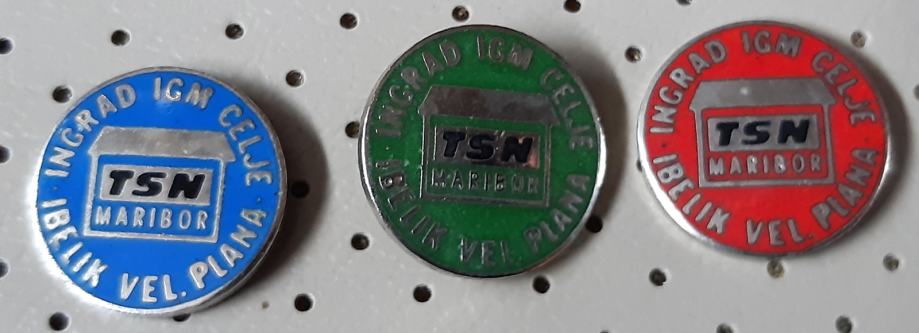 INGRAD IGM CELJE
TSN
MARIBOR
IBELIK VEL. PLANA
INGRAD IGM CELJE
TSN
MARIBOR
IBELIK VEL. PLANA
INGRAD IGM CELJE
TSN
MARIBOR
IBELIK VEL. PLANA